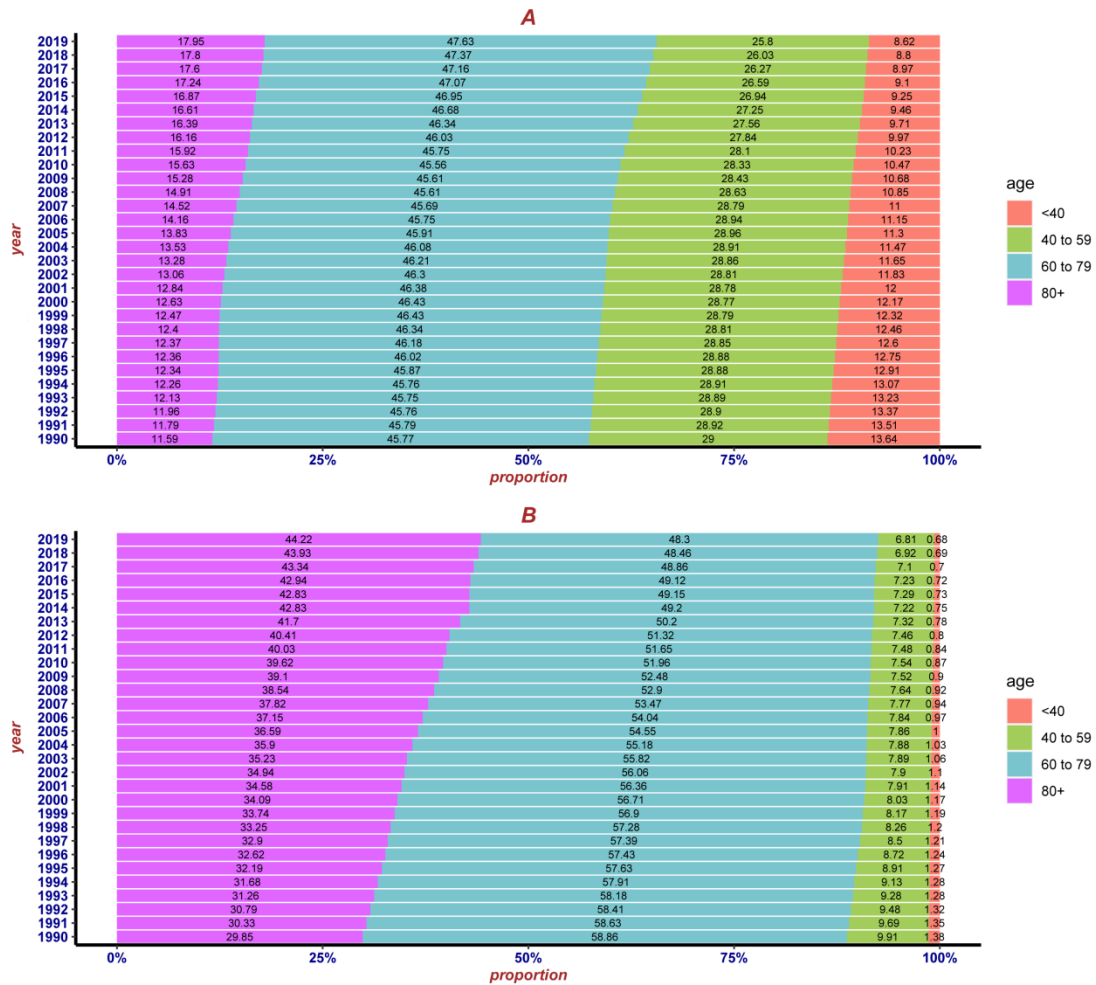 A
2019 17.95 47.63 25.8 8.62
2018 17.8 47.37 26.03 8.8
2017 17.6 47.16 26.27 8.97
2016 17.24 47.07 26.59 9.1
2015 16.87 46.95 26.94 9.25
2014 16.61 46.68 27.25 9.46
2013 16.39 46.34 27.56 9.71
2012 16.16 46.03 27.84 9.97
2011 15.92 45.75 28.1 10.23
2010 15.63 45.56 28.33 10.47
2009 15.28 45.61 28.43 10.68
2008 14.91 45.61 28.63 10.85
2007 14.52 45.69 28.79 11
2006 14.16 45.75 28.94 11.15
2005 13.83 45.91 28.96 11.3
2004 13.53 46.08 28.91 11.47
2003 13.28 46.21 28.86 11.65
2002 13.06 46.3 28.81 11.83
2001 12.84 46.38 28.78 12
2000 12.63 46.43 28.77 12.17
1999 12.47 46.43 28.79 12.32
1998 12.4 46.34 28.81 12.46
1997 12.37 46.18 28.85 12.6
1996 12.36 46.02 28.88 12.75
1995 12.34 45.87 28.88 12.91
1994 12.26 45.76 28.91 13.07
1993 12.13 45.75 28.89 13.23
1992 11.96 45.76 28.9 13.37
1991 11.79 45.79 28.92 13.51
1990 11.59 45.77 29 13.64
0% 25% 50% 75% 100%
proportion
year
age
<40
40 to 59
60 to 79
80+
B
2019 44.22 48.3 6.81 0.68
2018 43.93 48.46 6.92 0.69
2017 43.34 48.86 7.1 0.7
2016 42.94 49.12 7.23 0.72
2015 42.83 49.15 7.29 0.73
2014 42.83 49.2 7.22 0.75
2013 41.7 50.2 7.32 0.78
2012 40.41 51.32 7.46 0.8
2011 40.03 51.65 7.48 0.84
2010 39.62 51.96 7.54 0.87
2009 39.1 52.48 7.52 0.9
2008 38.54 52.9 7.64 0.92
2007 37.82 53.47 7.77 0.94
2006 37.15 54.04 7.84 0.97
2005 36.59 54.55 7.86 1
2004 35.9 55.18 7.88 1.03
2003 35.23 55.82 7.89 1.06
2002 34.94 56.06 7.9 1.1
2001 34.58 56.36 7.91 1.14
2000 34.09 56.71 8.03 1.17
1999 33.74 56.9 8.17 1.19
1998 33.25 57.28 8.26 1.2
1997 32.9 57.39 8.5 1.21
1996 32.62 57.43 8.72 1.24
1995 32.19 57.63 8.91 1.27
1994 31.68 57.91 9.13 1.28
1993 31.26 58.18 9.28 1.28
1992 30.79 58.41 9.48 1.32
1991 30.33 58.63 9.69 1.35
1990 29.85 58.86 9.91 1.38
0% 25% 50% 75% 100%
proportion
year
age
<40
40 to 59
60 to 79
80+